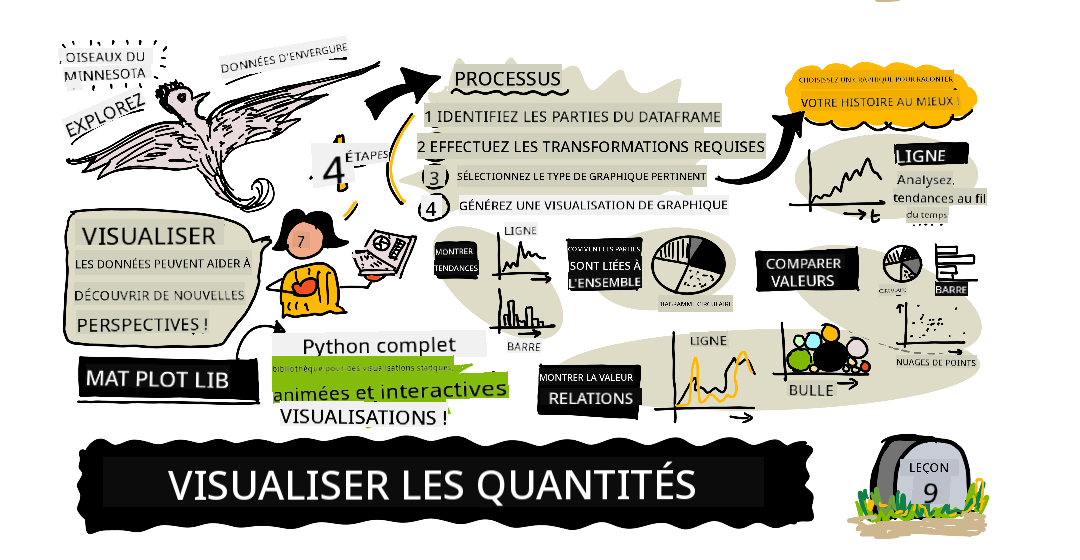 OISEAUX DU
MINNESOTA
EXPLOREZ
DONNÉES D'ENVERGURE
4
ÉTAPES
PROCESSUS
1 IDENTIFIEZ LES PARTIES DU DATAFRAME
2 EFFECTUEZ LES TRANSFORMATIONS REQUISES
3 SÉLECTIONNEZ LE TYPE DE GRAPHIQUE PERTINENT
4 GÉNÉREZ UNE VISUALISATION DE GRAPHIQUE
CHOISISSEZ UN GRAPHIQUE POUR RACONTER
VOTRE HISTOIRE AU MIEUX !
LIGNE
Analysez,
tendances au fil
du temps
t
VISUALISER
LES DONNÉES PEUVENT AIDER À
DÉCOUVRIR DE NOUVELLES
PERSPECTIVES !
7
MONTRER
TENDANCES
LIGNE
BARRE
COMMENT LES PARTIES
SONT LIÉES À
L'ENSEMBLE
DIAGRAMME CIRCULAIRE
COMPARER
VALEURS
CIRCULAIRE
BARRE
NUAGES DE POINTS
MAT PLOT LIB
Python complet
bibliothèque pour des visualisations statiques,
animées et interactives
VISUALISATIONS !
MONTRER LA VALEUR
RELATIONS
LIGNE
BULLE
VISUALISER LES QUANTITÉS
LEÇON
9